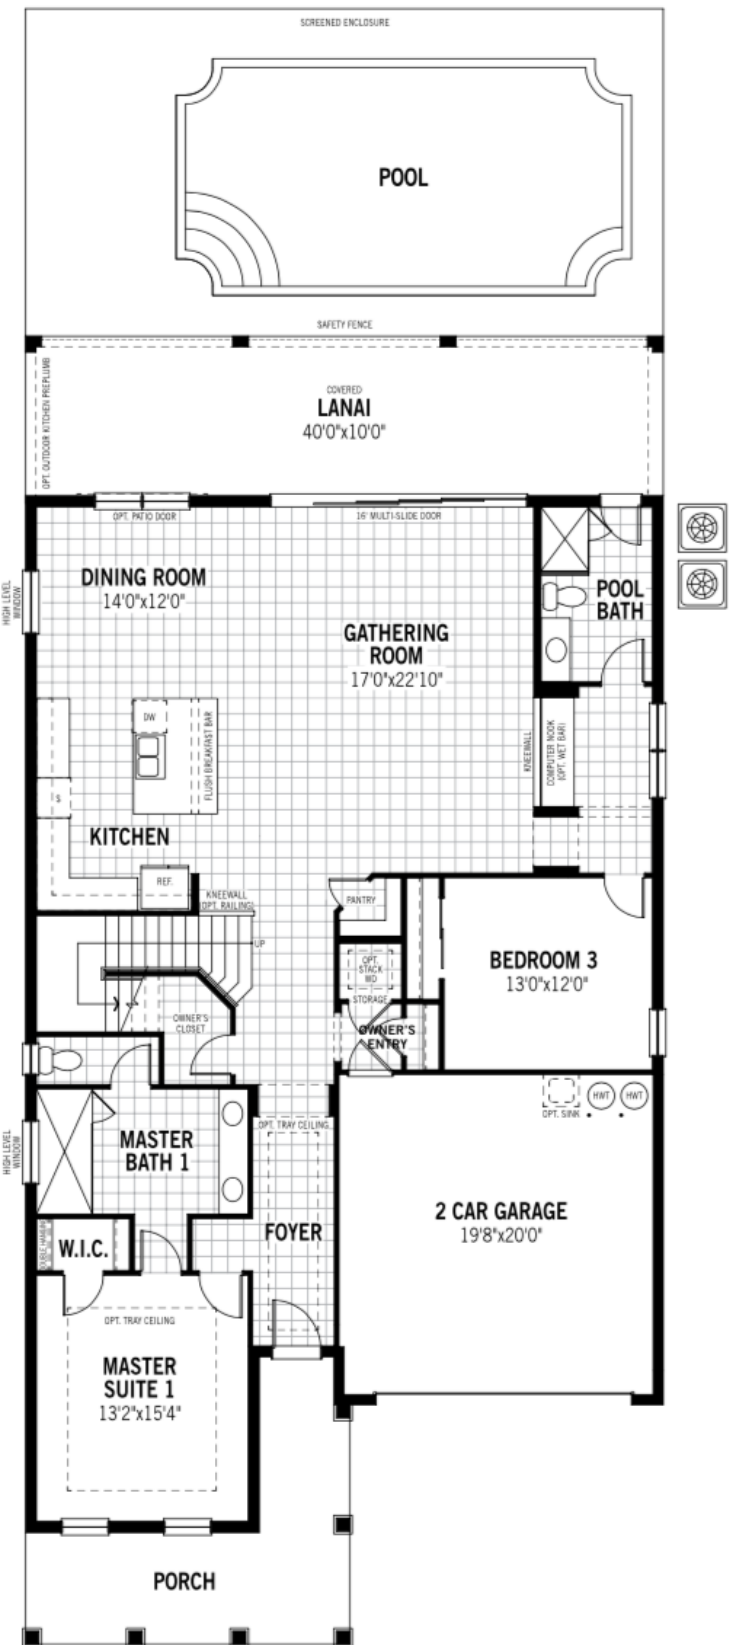 SCREENED ENCLOSURE
POOL
SAFETY FENCE
OPT. OUTDOOR KITCHEN PREPLUMB
COVERED
LANAI
40'0"x10'0"
OPT. PATIO DOOR
16' MULTI-SLIDE DOOR
HIGH LEVEL
WINDOW
DINING ROOM
14'0"x12'0"
GATHERING
ROOM
17'0"x22'10"
POOL
BATH
DW
FLUSH BREAKFAST BAR
KNEEWALL
COMPUTER NOOK
(OPT. WET BAR)
S
KITCHEN
REF.
KNEEWALL
(OPT. RAILING)
PANTRY
UP
OPT.
STACK
WD
STORAGE
BEDROOM 3
13'0"x12'0"
OWNER'S
CLOSET
OWNER'S
ENTRY
OPT. SINK
HWT
HWT
HIGH LEVEL
WINDOW
MASTER
BATH 1
OPT. TRAY CEILING
FOYER
2 CAR GARAGE
19'8"x20'0"
DOUBLE HANGING
W.I.C.
OPT. TRAY CEILING
MASTER
SUITE 1
13'2"x15'4"
PORCH